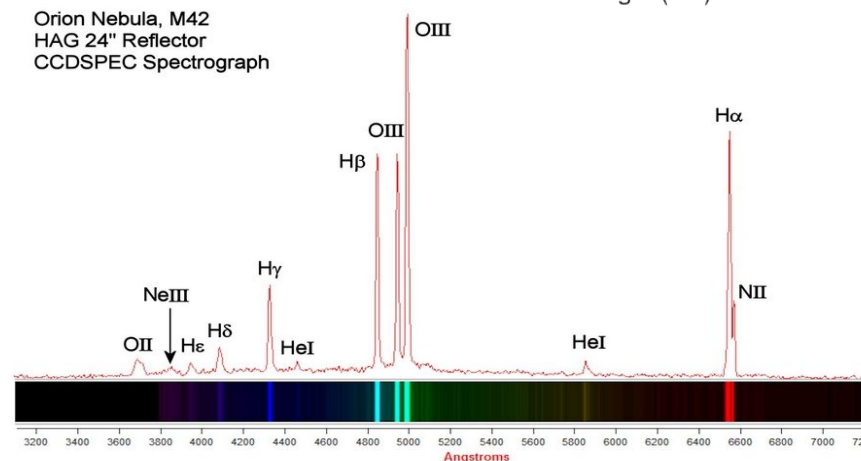 Orion Nebula, M42
HAG 24" Reflector
CCDSPEC Spectrograph
OIII
OIII
Hα
Hβ
Hγ
NII
NeIII
OII
Hε
Hδ
HeI
HeI
3200 3400 3600 3800 4000 4200 4400 4600 4800 5000 5200 5400 5600 5800 6000 6200 6400 6600 6800 7000
Angstroms